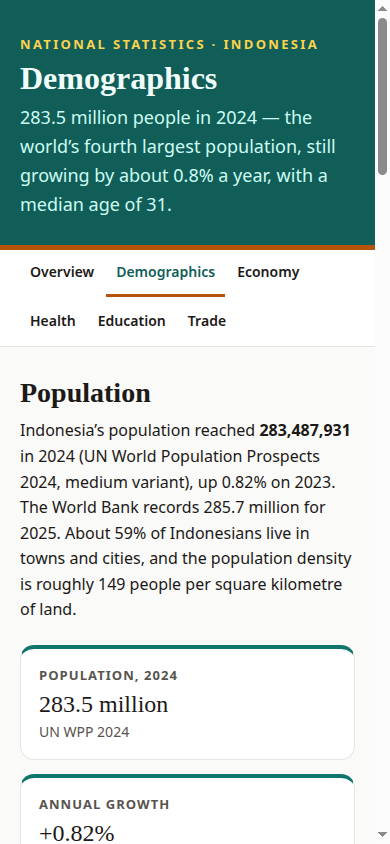 NATIONAL STATISTICS · INDONESIA
Demographics
283.5 million people in 2024 — the
world’s fourth largest population, still
growing by about 0.8% a year, with a
median age of 31.
Overview Demographics Economy
Health Education Trade
Population
Indonesia’s population reached 283,487,931
in 2024 (UN World Population Prospects
2024, medium variant), up 0.82% on 2023.
The World Bank records 285.7 million for
2025. About 59% of Indonesians live in
towns and cities, and the population density
is roughly 149 people per square kilometre
of land.
POPULATION, 2024
283.5 million
UN WPP 2024
ANNUAL GROWTH
+0.82%